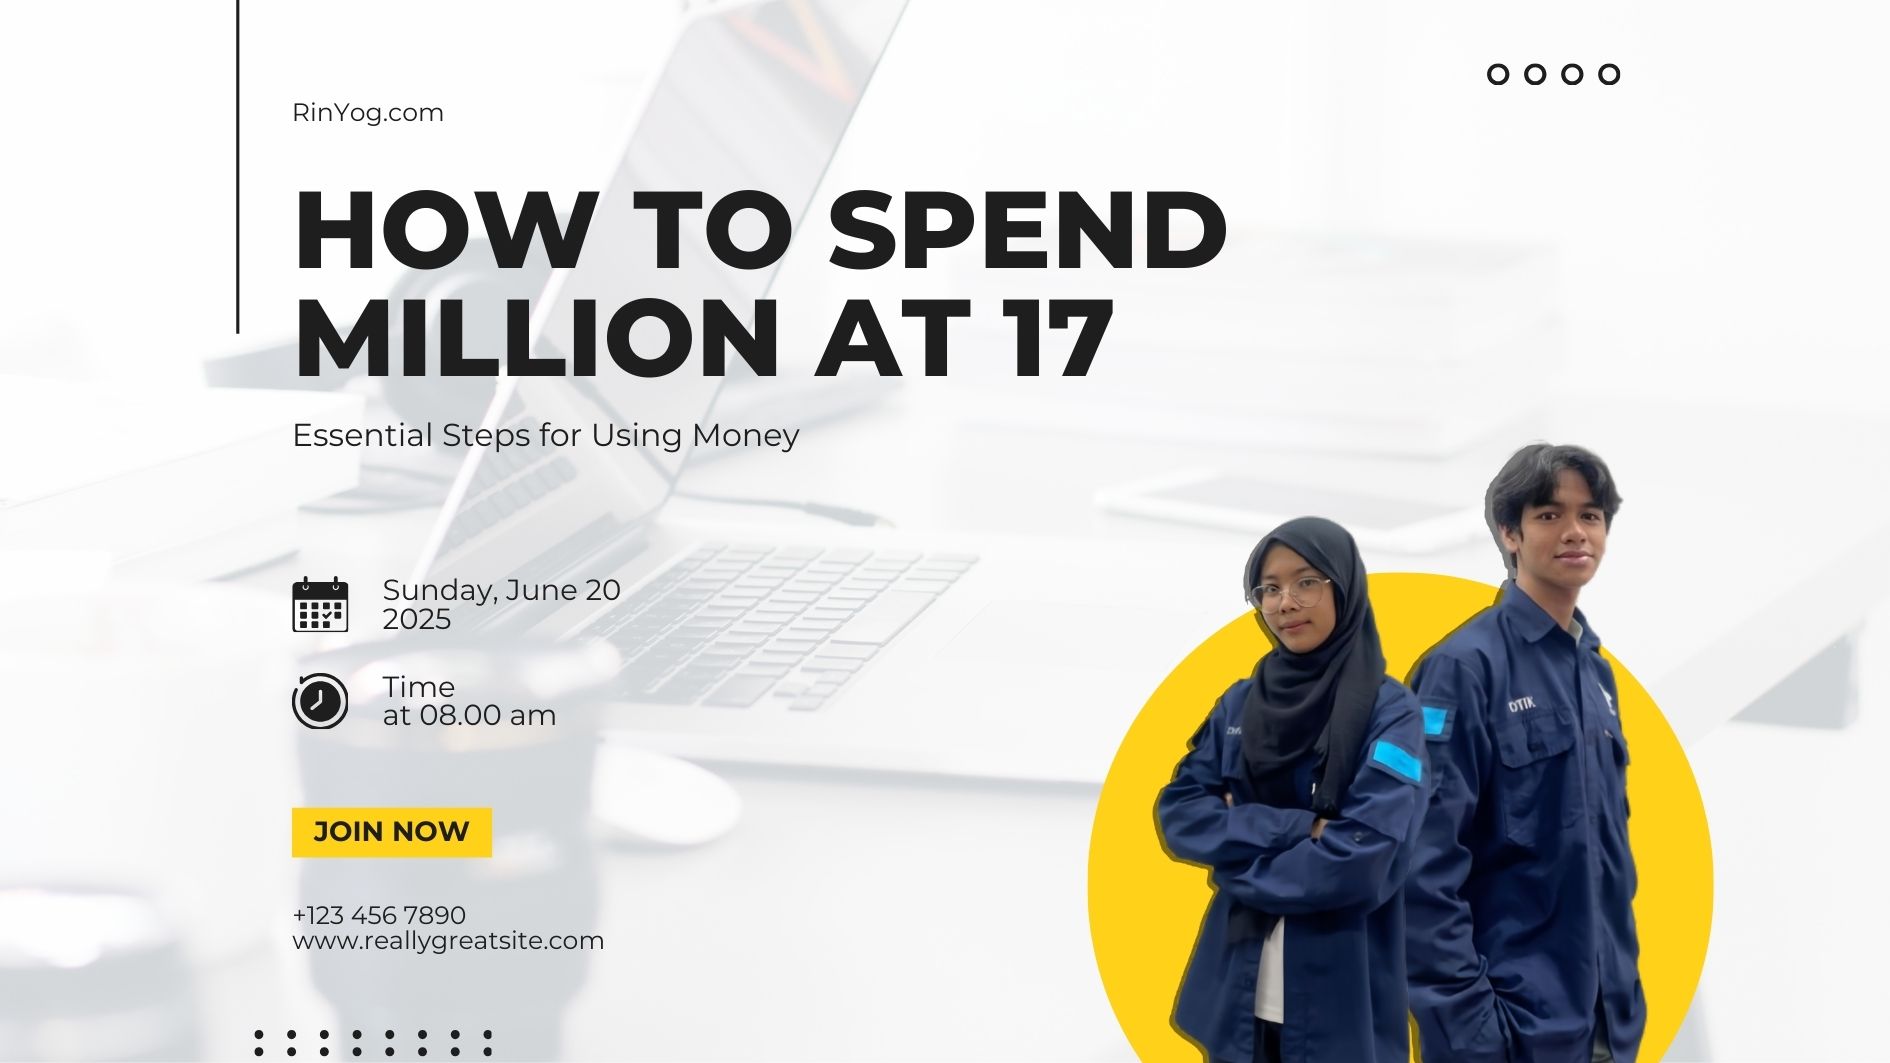 RinYog.com
HOW TO SPEND
MILLION AT 17
Essential Steps for Using Money
Sunday, June 20
2025
Time
at 08.00 am
JOIN NOW
+123 456 7890
www.reallygreatsite.com
OTIK